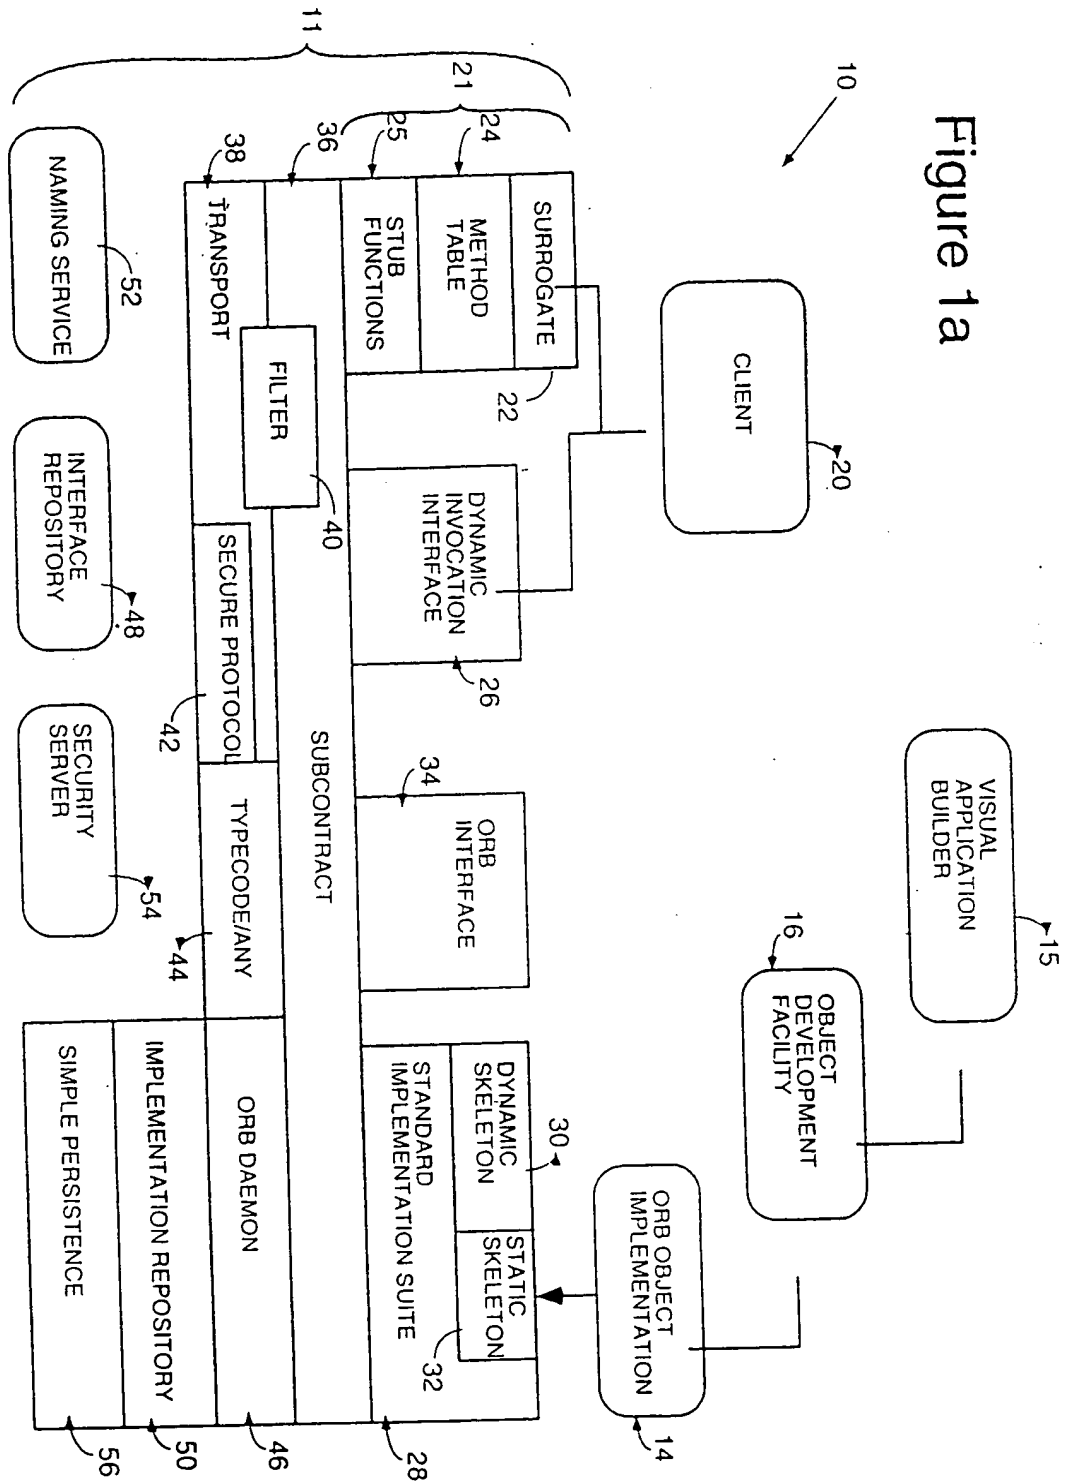 Figure 1a
10
VISUAL
APPLICATION
BUILDER
15
16
OBJECT
DEVELOPMENT
FACILITY
CLIENT
20
ORB OBJECT
IMPLEMENTATION
14
11
21
SURROGATE
22
24
METHOD
TABLE
25
STUB
FUNCTIONS
DYNAMIC
INVOCATION
INTERFACE
26
34
ORB
INTERFACE
DYNAMIC
SKELETON
30
STATIC
SKELETON
32
STANDARD
IMPLEMENTATION SUITE
28
36
SUBCONTRACT
FILTER
40
38
TRANSPORT
SECURE PROTOCOL
42
TYPECODE/ANY
44
ORB DAEMON
46
IMPLEMENTATION REPOSITORY
50
SIMPLE PERSISTENCE
56
NAMING SERVICE
52
INTERFACE
REPOSITORY
48
SECURITY
SERVER
54